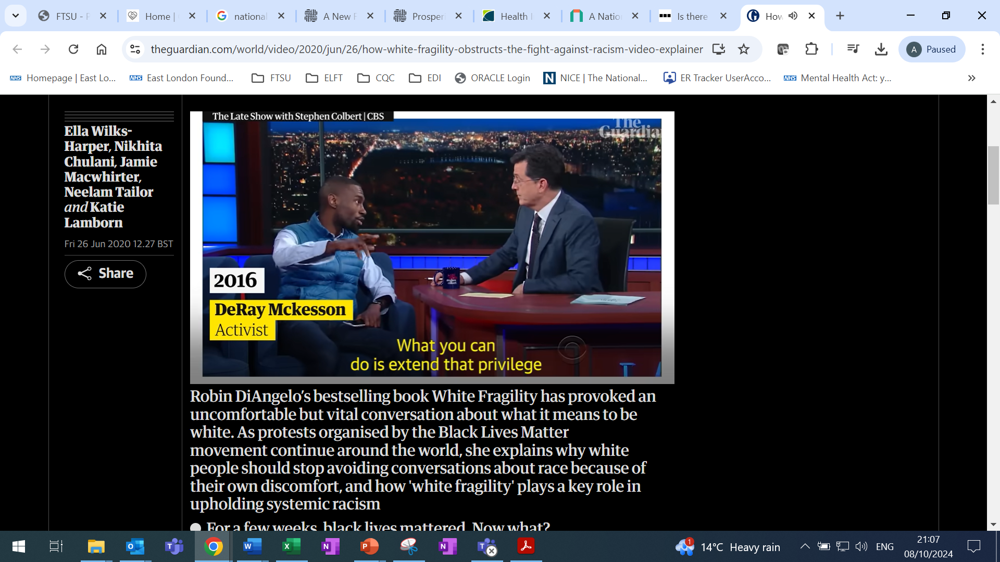 FTSU - P
Home |
national
A New F
Prosperi
Health
A Natio
Is there
How
theguardian.com/world/video/2020/jun/26/how-white-fragility-obstructs-the-fight-against-racism-video-explainer
A
Paused
NHS Homepage | East Lo...
NHS East London Found...
FTSU
ELFT
CQC
EDI
ORACLE Login
N NICE | The National...
ER Tracker UserAcco...
NHS Mental Health Act: y...
Ella Wilks-
Harper, Nikhita
Chulani, Jamie
Macwhirter,
Neelam Tailor
and Katie
Lamborn
Fri 26 Jun 2020 12.27 BST
Share
The Late Show with Stephen Colbert | CBS
The
Guardia
2016
DeRay Mckesson
Activist
What you can
do is extend that privilege
Robin DiAngelo’s bestselling book White Fragility has provoked an
uncomfortable but vital conversation about what it means to be
white. As protests organised by the Black Lives Matter
movement continue around the world, she explains why white
people should stop avoiding conversations about race because of
their own discomfort, and how 'white fragility' plays a key role in
upholding systemic racism
For a few weeks, black lives mattered. Now what?
1
14°C Heavy rain
ENG
21:07
08/10/2024